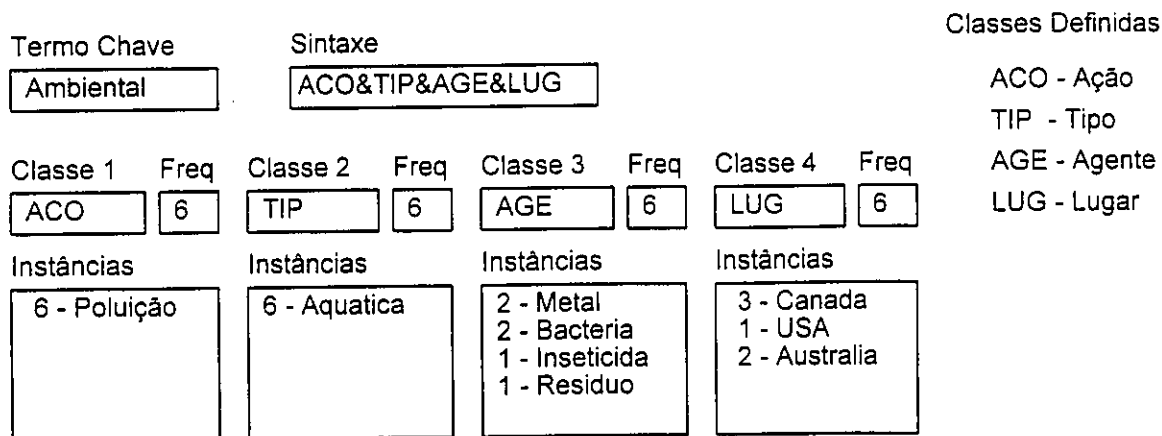 Termo Chave
Sintaxe
Classes Definidas
Ambiental
ACO&TIP&AGE&LUG
ACO - Ação
TIP - Tipo
AGE - Agente
LUG - Lugar
Classe 1 Freq Classe 2 Freq Classe 3 Freq Classe 4 Freq
ACO 6 TIP 6 AGE 6 LUG 6
Instâncias
6 - Poluição
Instâncias
6 - Aquatica
Instâncias
2 - Metal
2 - Bacteria
1 - Inseticida
1 - Residuo
Instâncias
3 - Canada
1 - USA
2 - Australia